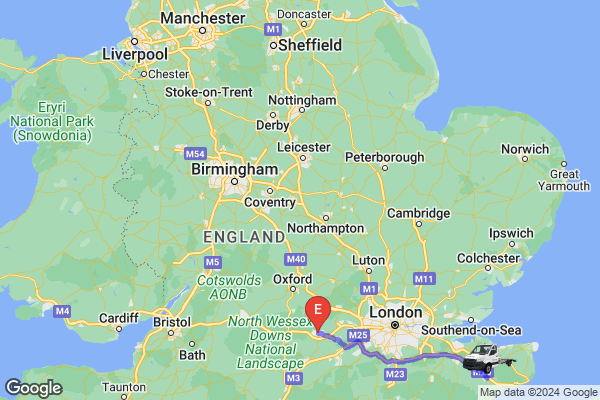 Doncaster
Manchester
M1
Liverpool
Sheffield
Chester
Stoke-on-Trent
Eryri
National Park
(Snowdonia)
Nottingham
Derby
M54
Leicester
Peterborough
Norwich
Birmingham
Great
Yarmouth
Coventry
Cambridge
Northampton
ENGLAND
Ipswich
M40
M5
Luton
Colchester
M11
Cotswolds
AONB
Oxford
M1
M4
E
London
Cardiff
North Wessex
Downs
National
Landscape
Southend-on-Sea
Bristol
M25
Bath
M3
M23
Taunton
Google
Map data ©2024 Google